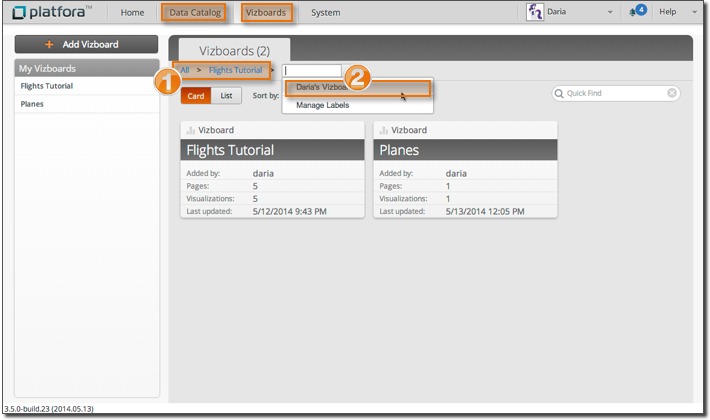 platfora™ Home Data Catalog Vizboards System Daria 4 Help
+ Add Vizboard
Vizboards (2)
My Vizboards
Flights Tutorial
Planes
1 All > Flights Tutorial > 2
Daria's Vizboar
Manage Labels
Card List Sort by:
Quick Find
Vizboard
Flights Tutorial
Added by: daria
Pages: 5
Visualizations: 5
Last updated: 5/12/2014 9:43 PM
Vizboard
Planes
Added by: daria
Pages: 1
Visualizations: 1
Last updated: 5/13/2014 12:05 PM
3.5.0-build.23 (2014.05.13)